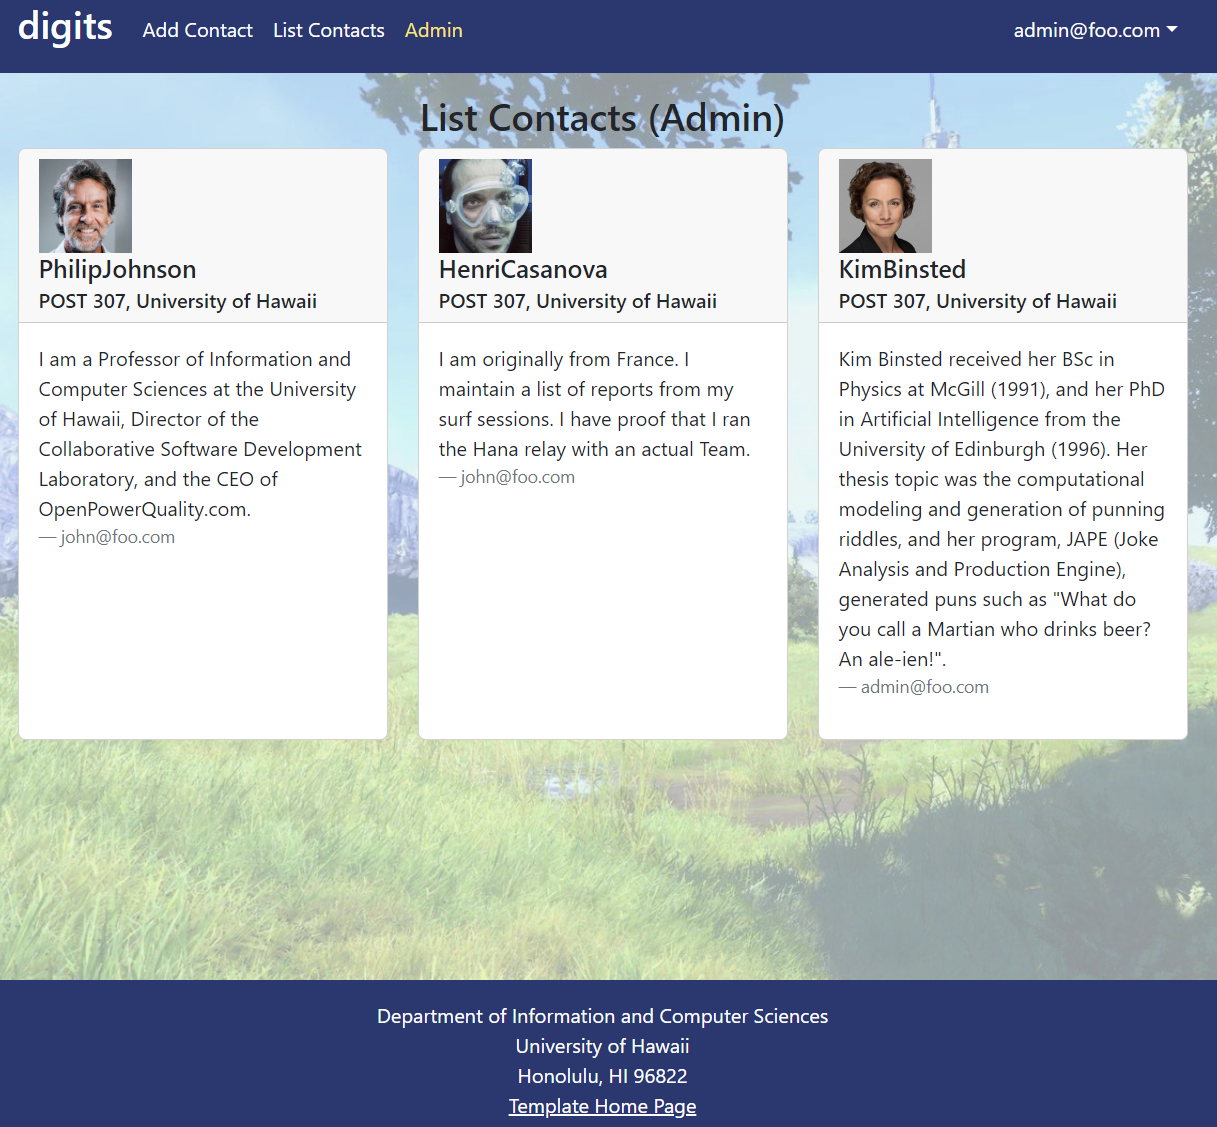 digits
Add Contact
List Contacts
Admin
admin@foo.com
List Contacts (Admin)
PhilipJohnson
POST 307, University of Hawaii
I am a Professor of Information and
Computer Sciences at the University
of Hawaii, Director of the
Collaborative Software Development
Laboratory, and the CEO of
OpenPowerQuality.com.
— john@foo.com
HenriCasanova
POST 307, University of Hawaii
I am originally from France. I
maintain a list of reports from my
surf sessions. I have proof that I ran
the Hana relay with an actual Team.
— john@foo.com
KimBinsted
POST 307, University of Hawaii
Kim Binsted received her BSc in
Physics at McGill (1991), and her PhD
in Artificial Intelligence from the
University of Edinburgh (1996). Her
thesis topic was the computational
modeling and generation of punning
riddles, and her program, JAPE (Joke
Analysis and Production Engine),
generated puns such as "What do
you call a Martian who drinks beer?
An ale-ien!".
— admin@foo.com
Department of Information and Computer Sciences
University of Hawaii
Honolulu, HI 96822
Template Home Page